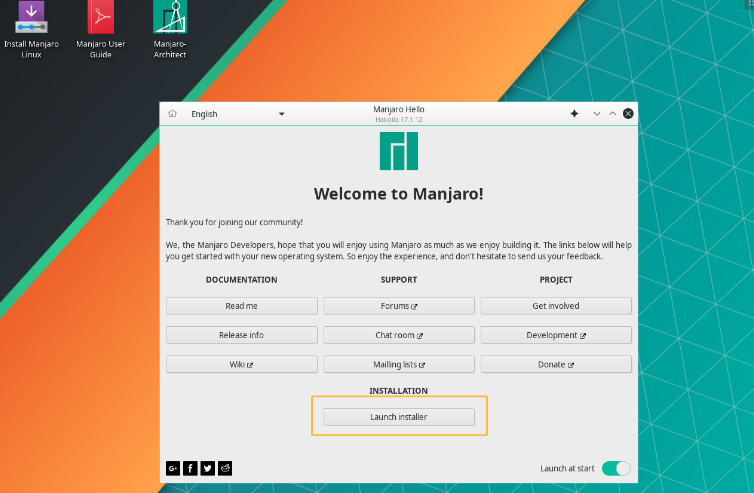 Install Manjaro
Linux
Manjaro User
Guide
Manjaro-
Architect
English
Manjaro Hello
Hakoila 17.1.12
Welcome to Manjaro!
Thank you for joining our community!
We, the Manjaro Developers, hope that you will enjoy using Manjaro as much as we enjoy building it. The links below will help
you get started with your new operating system. So enjoy the experience, and don't hesitate to send us your feedback.
DOCUMENTATION SUPPORT PROJECT
Read me Forums Get involved
Release info Chat room Development
Wiki Mailling lists Donate
INSTALLATION
Launch installer
G+ f Launch at start